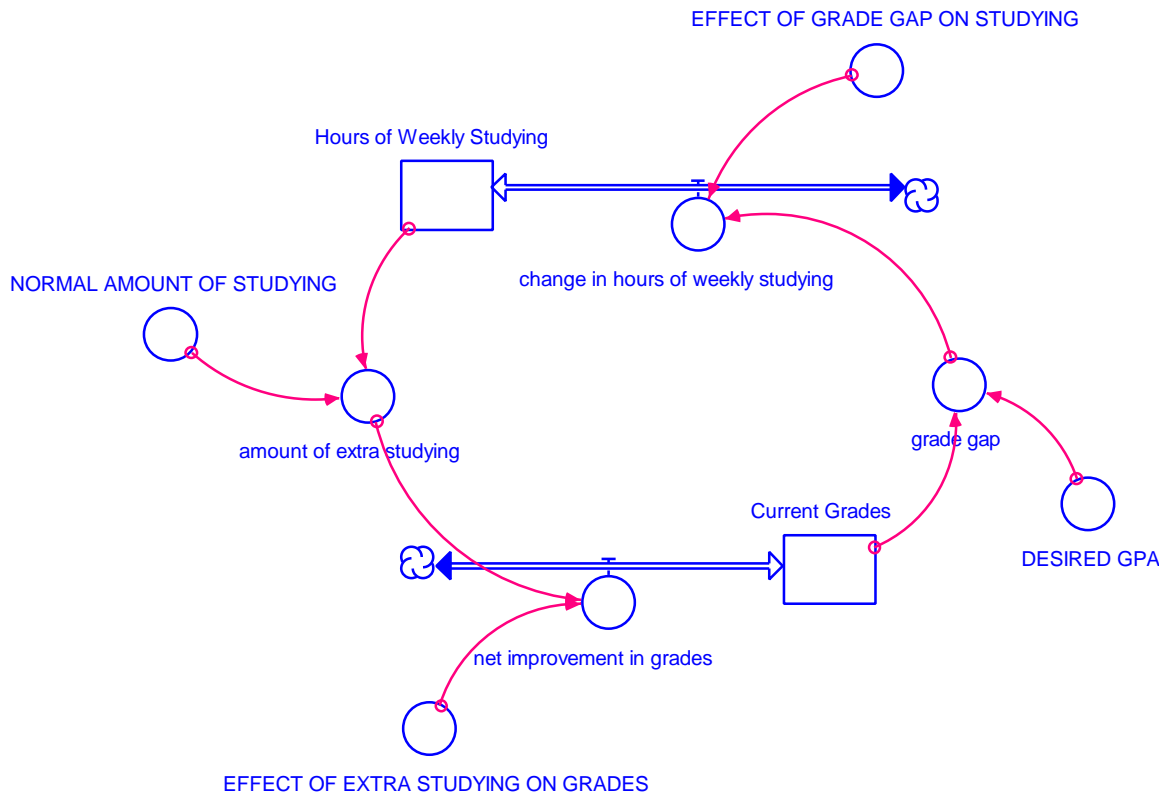 EFFECT OF GRADE GAP ON STUDYING
Hours of Weekly Studying
change in hours of weekly studying
NORMAL AMOUNT OF STUDYING
amount of extra studying
grade gap
Current Grades
DESIRED GPA
net improvement in grades
EFFECT OF EXTRA STUDYING ON GRADES